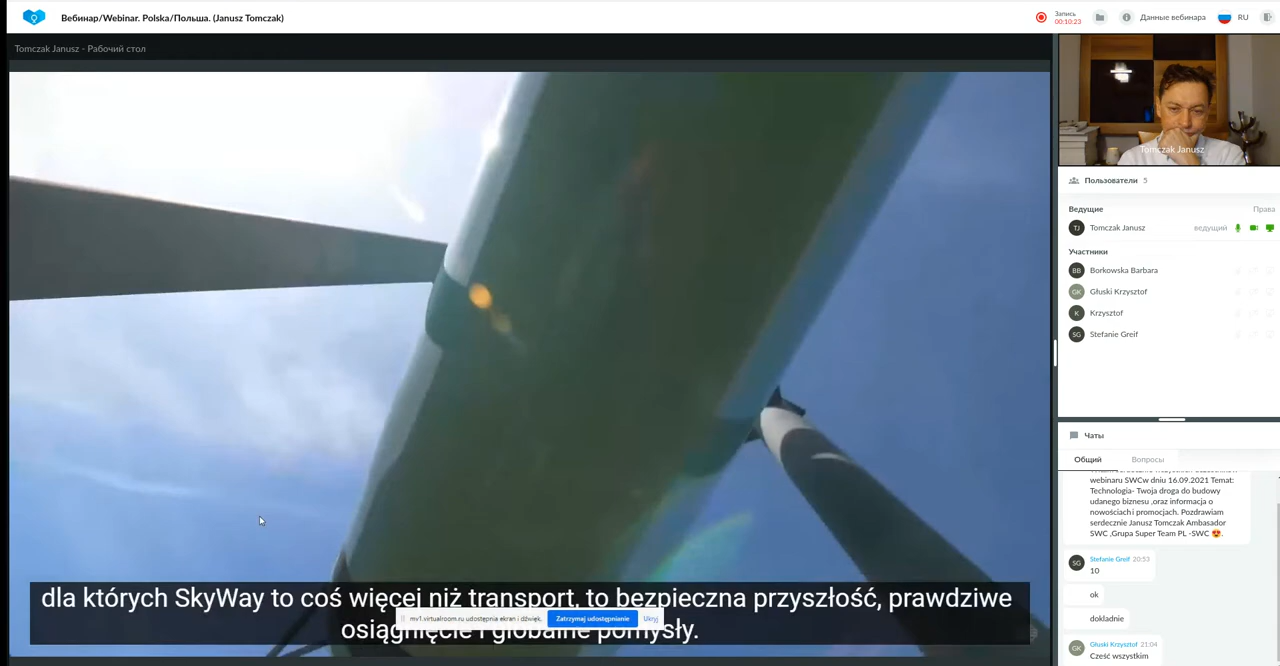 Вебинар/Webinar. Polska/Польша. (Janusz Tomczak)
Запись
00:10:23
Данные вебинара
RU
Tomczak Janusz - Рабочий стол
Tomczak Janusz
Пользователи 5
Ведущие Права
TJ Tomczak Janusz ведущий
Участники
BB Borkowska Barbara
GK Głuski Krzysztof
K Krzysztof
SG Stefanie Greif
Чаты
Общий Вопросы
webinaru SWCw dniu 16.09.2021 Temat:
Technologia- Twoja droga do budowy
udanego biznesu ,oraz informacja o
nowościach i promocjach. Pozdrawiam
serdecznie Janusz Tomczak Ambasador
SWC ,Grupa Super Team PL -SWC 😍.
SG Stefanie Greif 20:53
10
ok
dokladnie
GK Głuski Krzysztof 21:04
Cześć wszystkim
dla których SkyWay to coś więcej niż transport, to bezpieczna przyszłość, prawdziwe
osiągnięcie i globalne pomysły.
mv1.virtualroom.ru udostępnia ekran i dźwięk. Zatrzymaj udostępnianie Ukryj